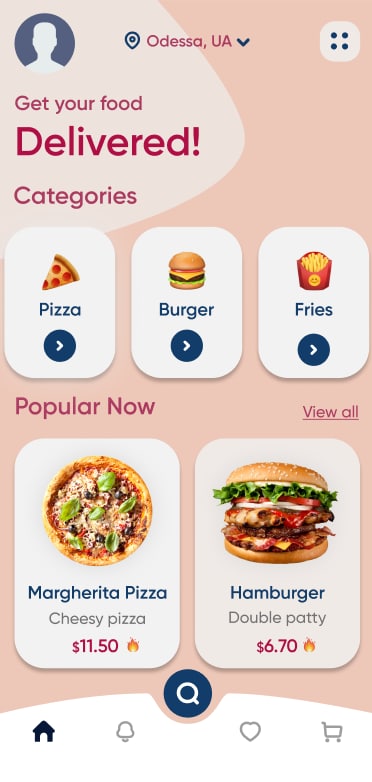 Odessa, UA
Get your food
Delivered!
Categories
Pizza
Burger
Fries
Popular Now
View all
Margherita Pizza
Cheesy pizza
$11.50
Hamburger
Double patty
$6.70